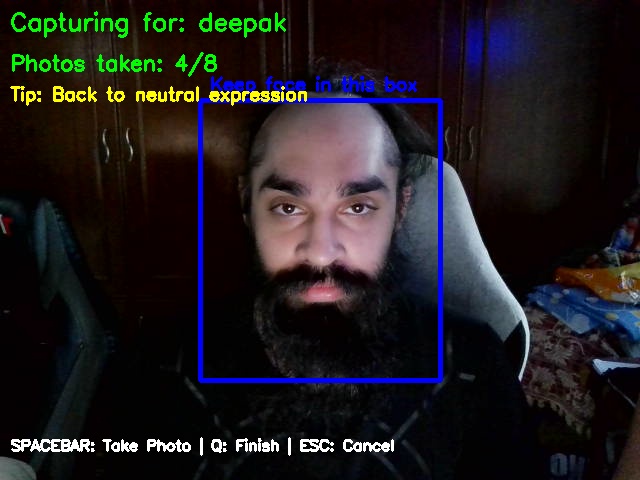 Capturing for: deepak
Photos taken: 4/8
Keep face in this box
Tip: Back to neutral expression
SPACEBAR: Take Photo | Q: Finish | ESC: Cancel